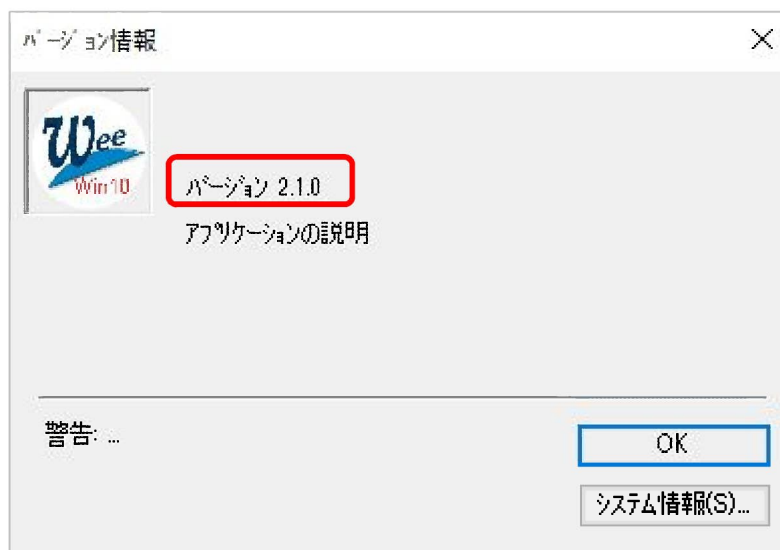 バージョン情報
Wee
Win10
バージョン 2.1.0
アプリケーションの説明
警告: ...
OK
システム情報(S)...